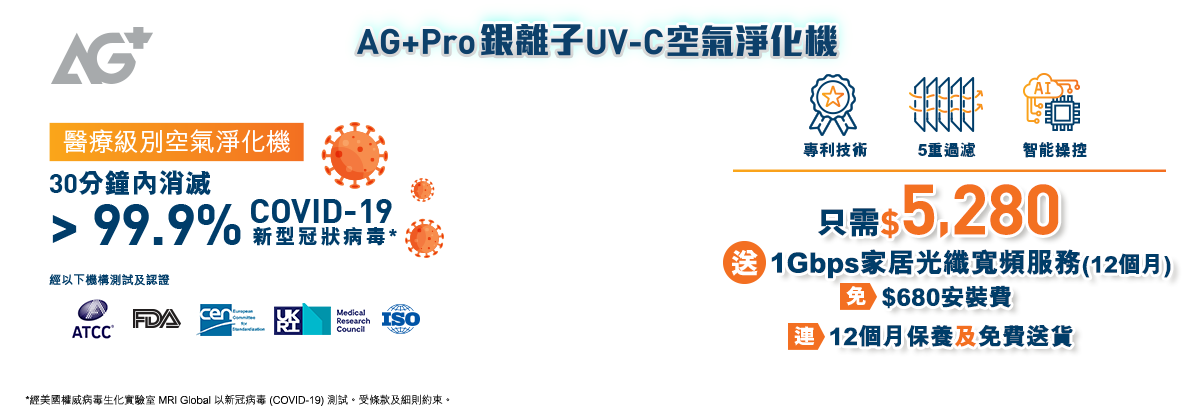 AG+
AG+Pro銀離子UV-C空氣淨化機
醫療級別空氣淨化機
30分鐘內消滅
> 99.9% COVID-19
新型冠狀病毒*
經以下機構測試及認證
ATCC®
FDA
cen European
Committee
for
Standardization
UK
RI
Medical
Research
Council
ISO
專利技術
5重過濾
AI
智能操控
只需$5,280
送 1Gbps家居光纖寬頻服務(12個月)
免 $680安裝費
連 12個月保養及免費送貨
*經美國權威病毒生化實驗室 MRI Global 以新冠病毒 (COVID-19) 測試。受條款及細則約束。